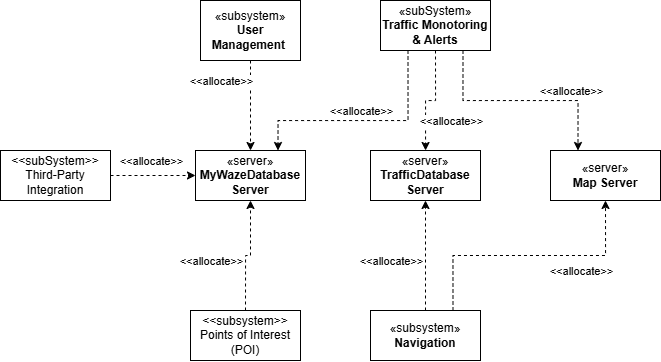 «subsystem»
User
Management
«subSystem»
Traffic Monotoring
& Alerts
<<allocate>>
<<allocate>>
<<allocate>>
<<allocate>>
<<subSystem>>
Third-Party
Integration
<<allocate>>
«server»
MyWazeDatabase
Server
«server»
TrafficDatabase
Server
«server»
Map Server
<<allocate>>
<<allocate>>
<<allocate>>
<<subsystem>>
Points of Interest
(POI)
«subsystem»
Navigation